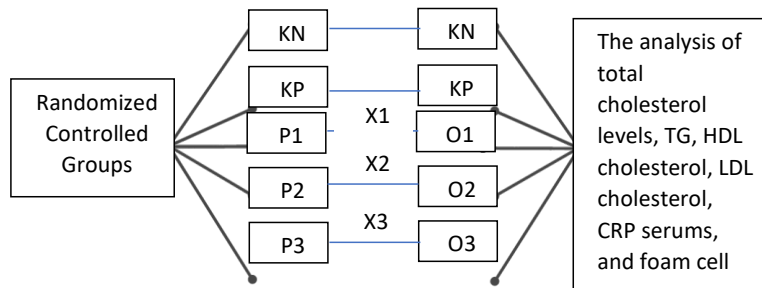 Randomized
Controlled
Groups
KN
KN
KP
KP
X1
P1
O1
X2
P2
O2
X3
P3
O3
The analysis of
total
cholesterol
levels, TG, HDL
cholesterol, LDL
cholesterol,
CRP serums,
and foam cell